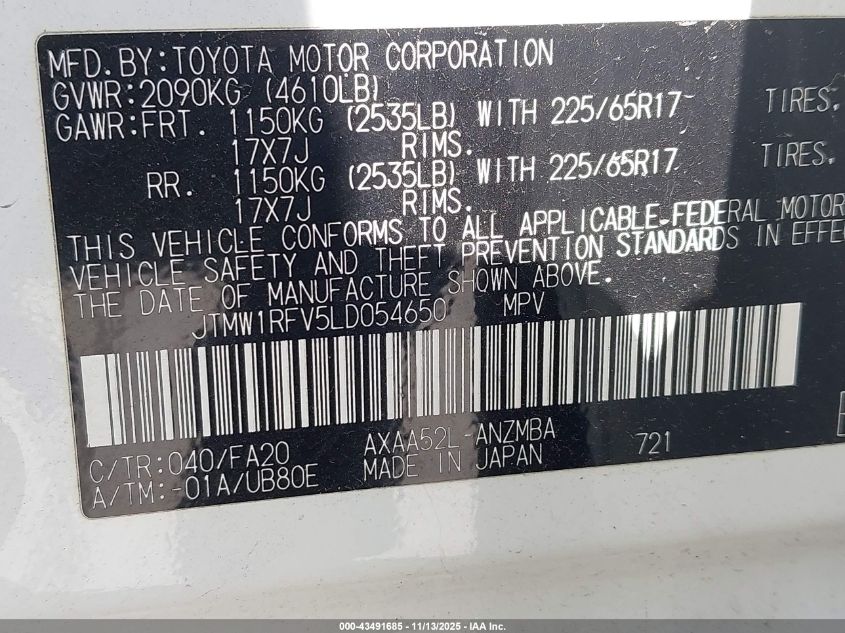 MFD.BY:TOYOTA MOTOR CORPORATION
GVWR:2090KG (4610LB)
GAWR:FRT. 1150KG (2535LB) WITH 225/65R17 TIRES,
17X7J RIMS.
RR. 1150KG (2535LB) WITH 225/65R17 TIRES,
17X7J RIMS.
THIS VEHICLE CONFORMS TO ALL APPLICABLE FEDERAL MOTOR
VEHICLE SAFETY AND THEFT PREVENTION STANDARDS IN
THE DATE OF MANUFACTURE SHOWN ABOVE.
JTMW1RFV5LD054650 MPV
C/TR:040/FA20 AXAA52L-ANZMBA 721
A/TM:-01A/UB80E MADE IN JAPAN
000-43491685 - 11/13/2025 - IAA Inc.